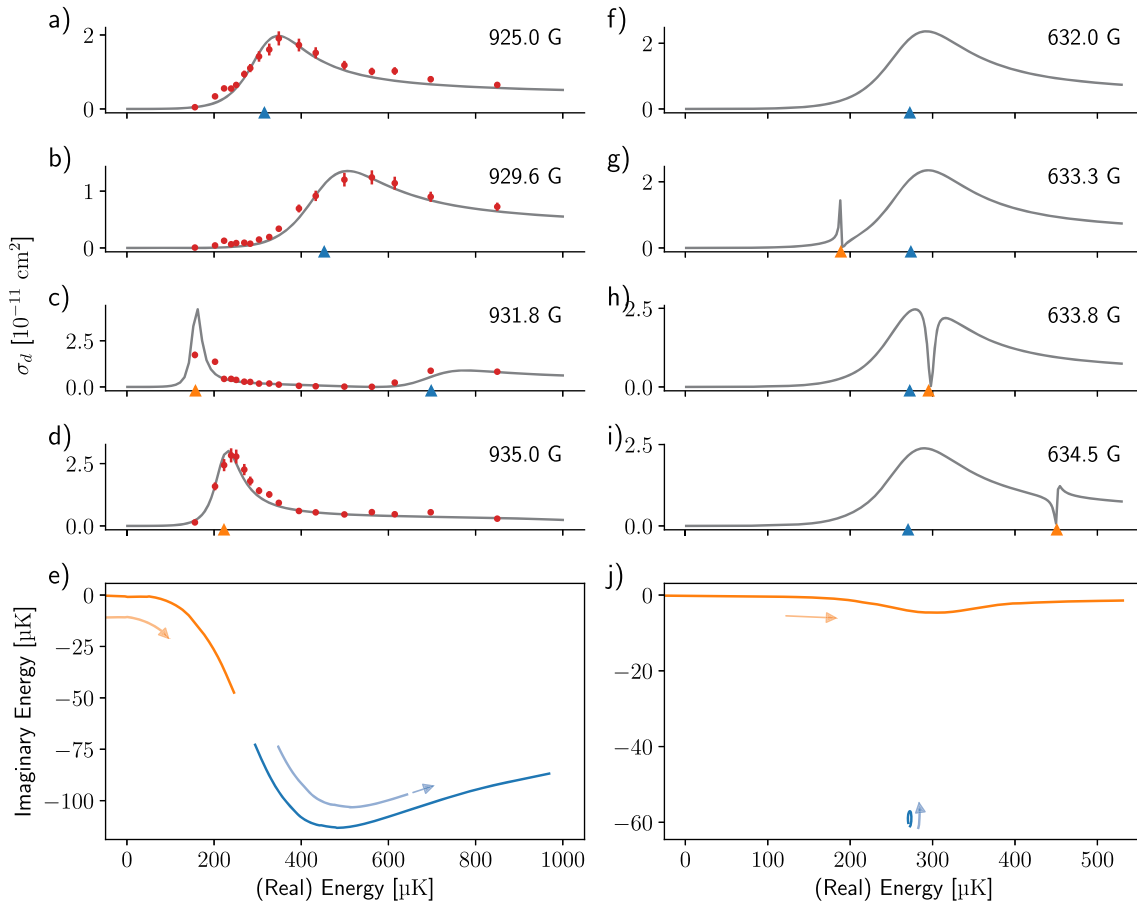 a)
925.0 G
2
0
b)
929.6 G
1
0
c)
931.8 G
2.5
0.0
d)
935.0 G
2.5
0.0
σd [10−11 cm2]
e)
0
−25
−50
−75
−100
Imaginary Energy [µK]
0 200 400 600 800 1000
(Real) Energy [µK]
f)
632.0 G
2
0
g)
633.3 G
2
0
h)
633.8 G
2.5
0.0
i)
634.5 G
2.5
0.0
j)
0
−20
−40
−60
0 100 200 300 400 500
(Real) Energy [µK]